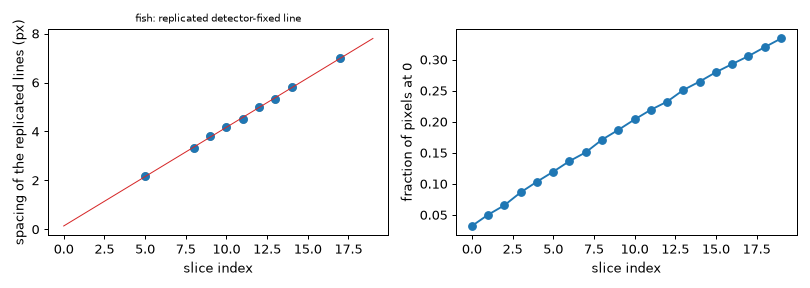 fish: replicated detector-fixed line
spacing of the replicated lines (px)
8
6
4
2
0
0.0 2.5 5.0 7.5 10.0 12.5 15.0 17.5
slice index
fraction of pixels at 0
0.30
0.25
0.20
0.15
0.10
0.05
0.0 2.5 5.0 7.5 10.0 12.5 15.0 17.5
slice index